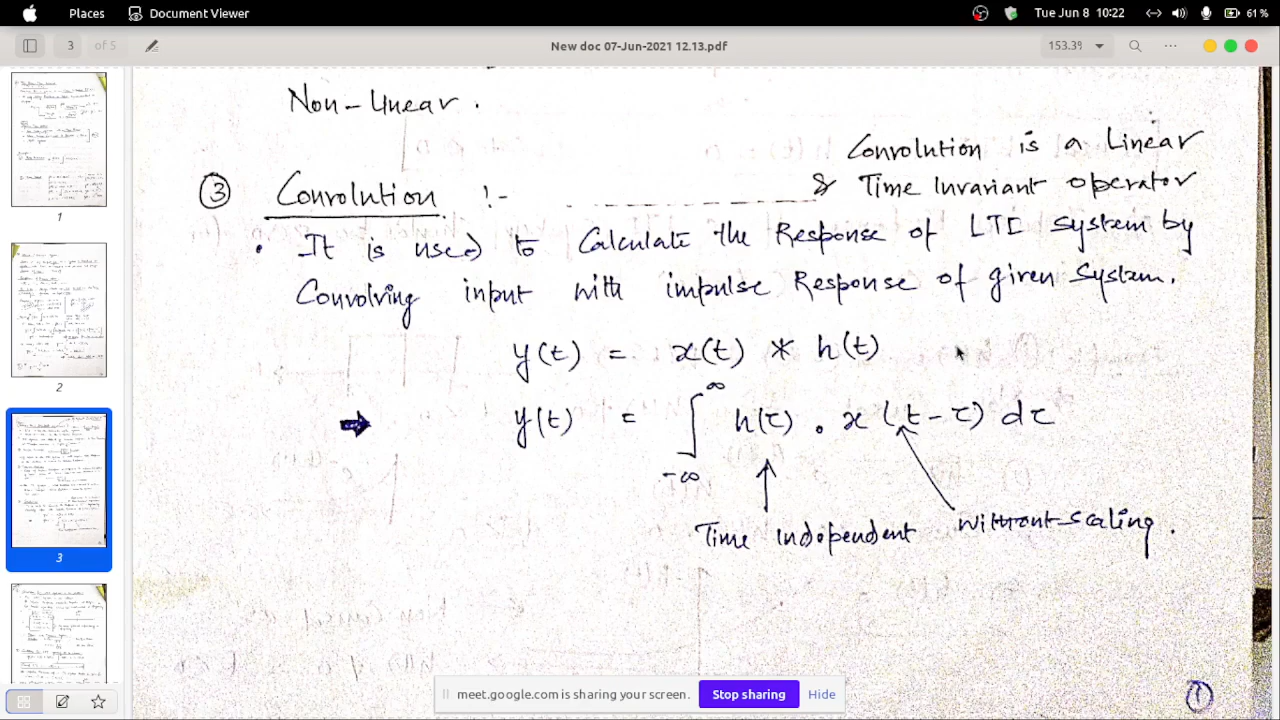 Places
Document Viewer
Tue Jun 8 10:22
61 %
3 of 5
New doc 07-Jun-2021 12.13.pdf
153.3%
Non-Linear.
Convolution is a Linear
& Time Invariant operator
③ Convolution :-
• It is used to Calculate the Response of LTI system by
Convolving input with impulse Response of given System.
y(t) = x(t) * h(t)
⇒ y(t) = ∫ -∞ ∞ h(τ) . x(t-τ) dτ
Time independent
without scaling.
1
2
3
meet.google.com is sharing your screen.
Stop sharing
Hide